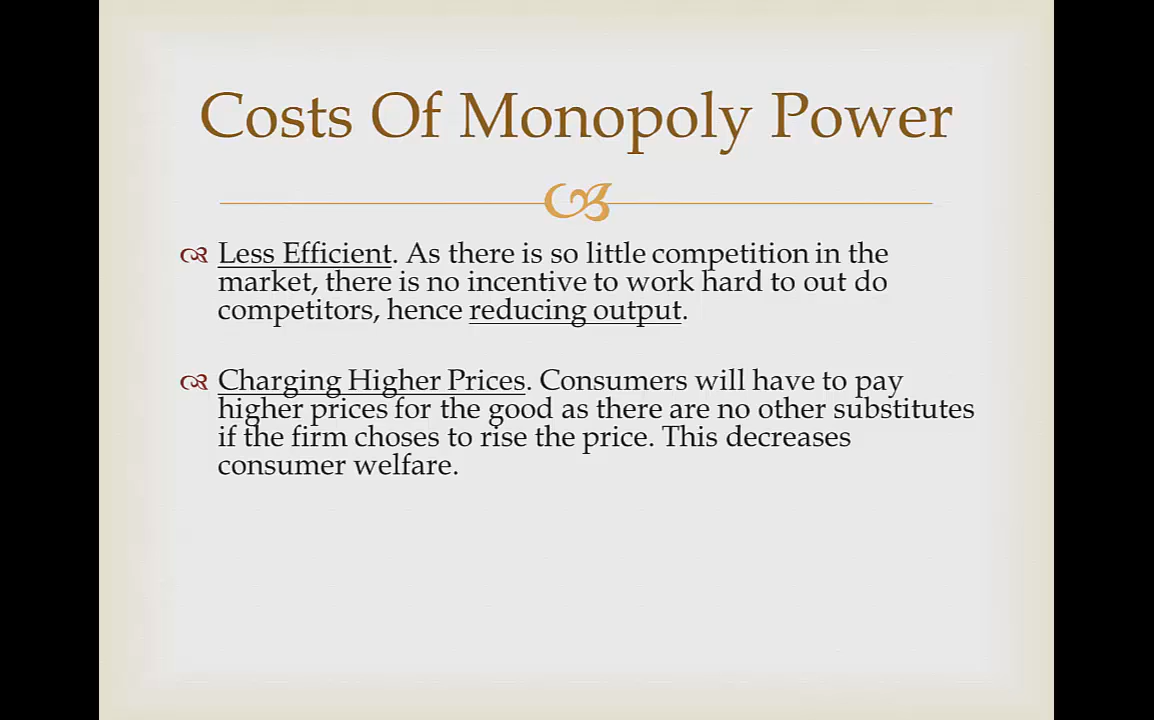 Costs Of Monopoly Power
Less Efficient. As there is so little competition in the
market, there is no incentive to work hard to out do
competitors, hence reducing output.
Charging Higher Prices. Consumers will have to pay
higher prices for the good as there are no other substitutes
if the firm choses to rise the price. This decreases
consumer welfare.